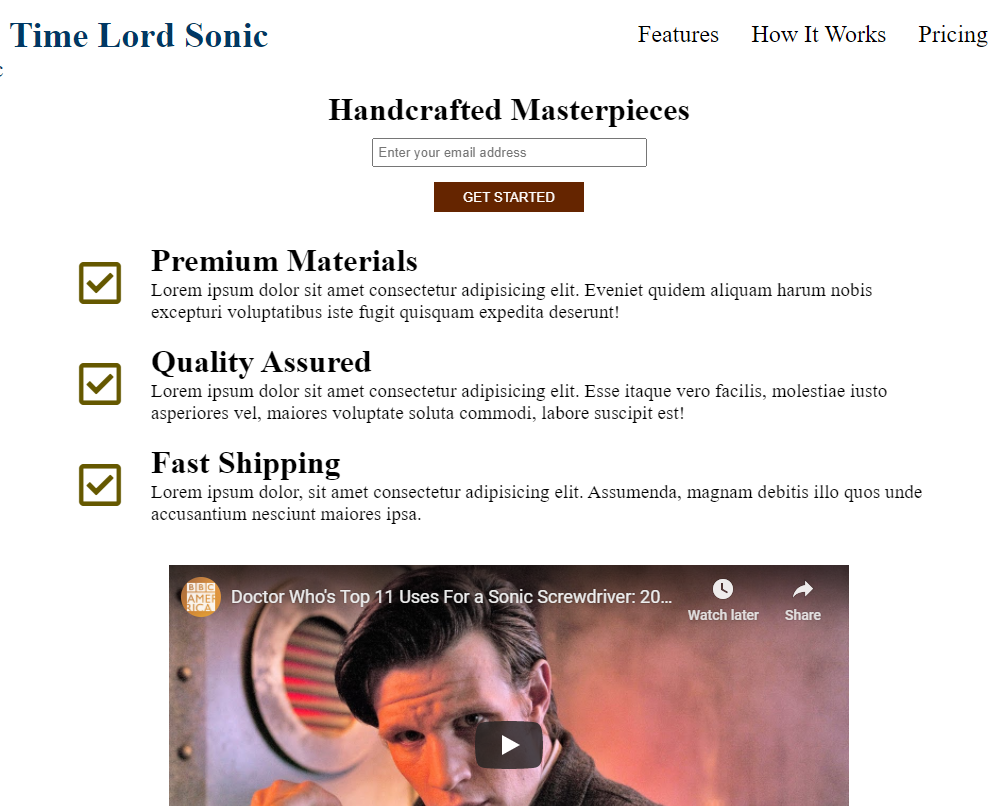 Time Lord Sonic
Features How It Works Pricing
c
Handcrafted Masterpieces
Enter your email address
GET STARTED
Premium Materials
Lorem ipsum dolor sit amet consectetur adipisicing elit. Eveniet quidem aliquam harum nobis
excepturi voluptatibus iste fugit quisquam expedita deserunt!
Quality Assured
Lorem ipsum dolor sit amet consectetur adipisicing elit. Esse itaque vero facilis, molestiae iusto
asperiores vel, maiores voluptate soluta commodi, labore suscipit est!
Fast Shipping
Lorem ipsum dolor, sit amet consectetur adipisicing elit. Assumenda, magnam debitis illo quos unde
accusantium nesciunt maiores ipsa.
BBC
AMERICA
Doctor Who's Top 11 Uses For a Sonic Screwdriver: 20...
Watch later Share